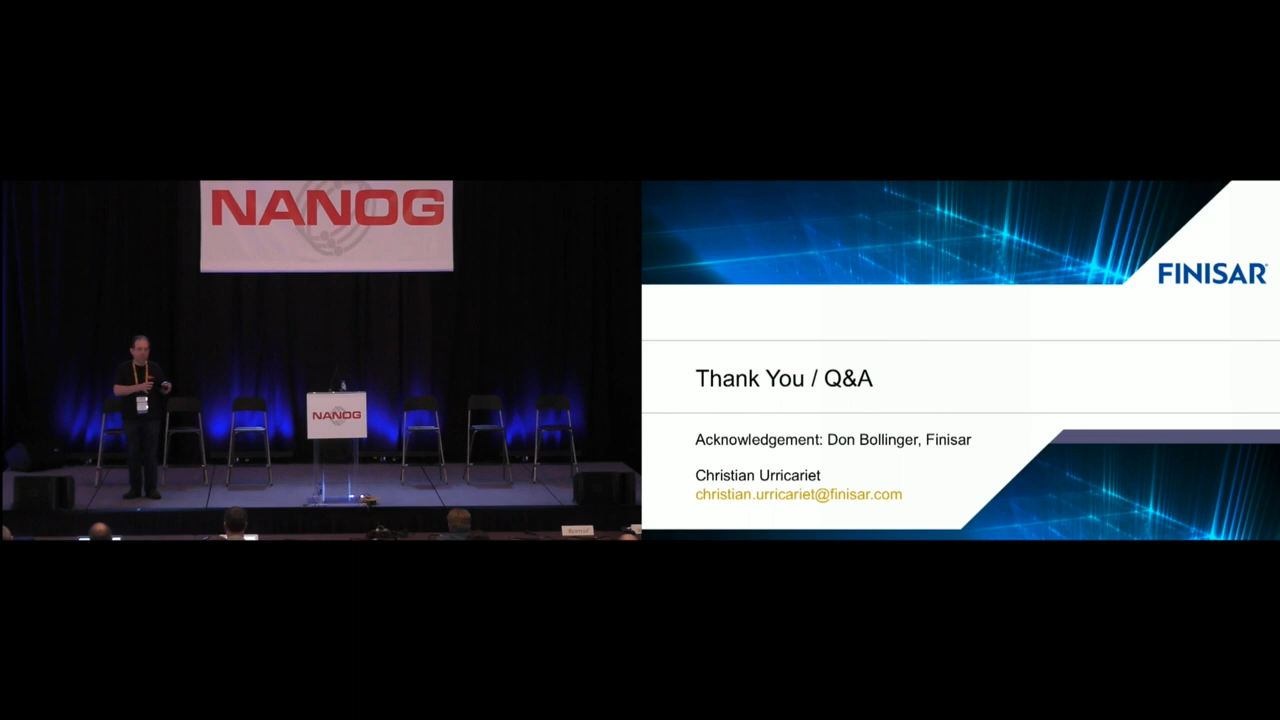 NANOG
NANOG
FINISAR
Thank You / Q&A
Acknowledgement: Don Bollinger, Finisar
Christian Urricariet
christian.urricariet@finisar.com